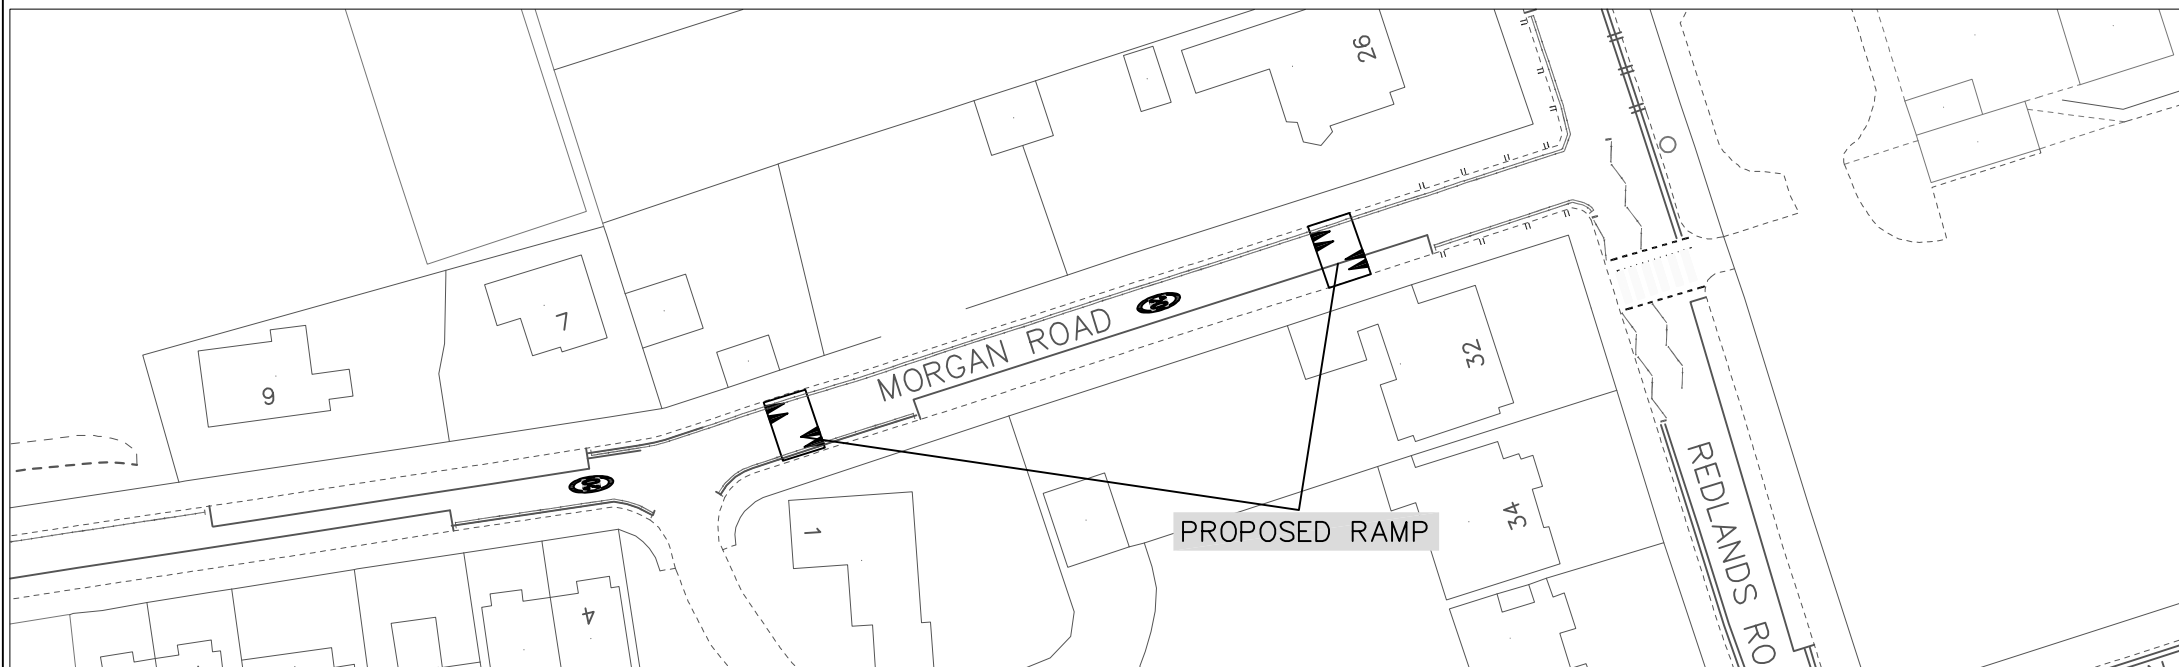 26
7
9
MORGAN ROAD
32
34
1
PROPOSED RAMP
REDLANDS RO
4